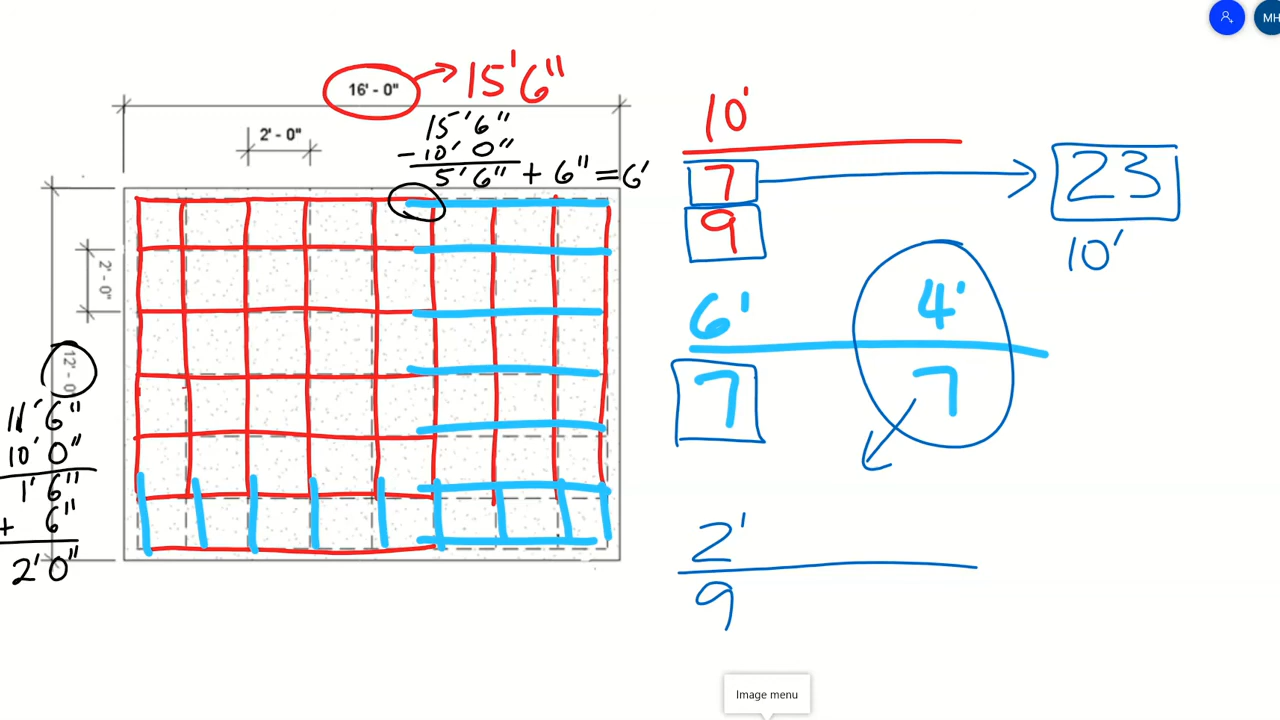 MH
16' - 0" → 15'6"
2' - 0"
15'6"
- 10' 0"
5'6" + 6" = 6'
2' - 0"
12' - 0
11' 6"
10' 0"
1' 6"
+ 6"
2' 0"
10'
7 → 23
9
10'
6' 4'
7 7
2'
9
Image menu